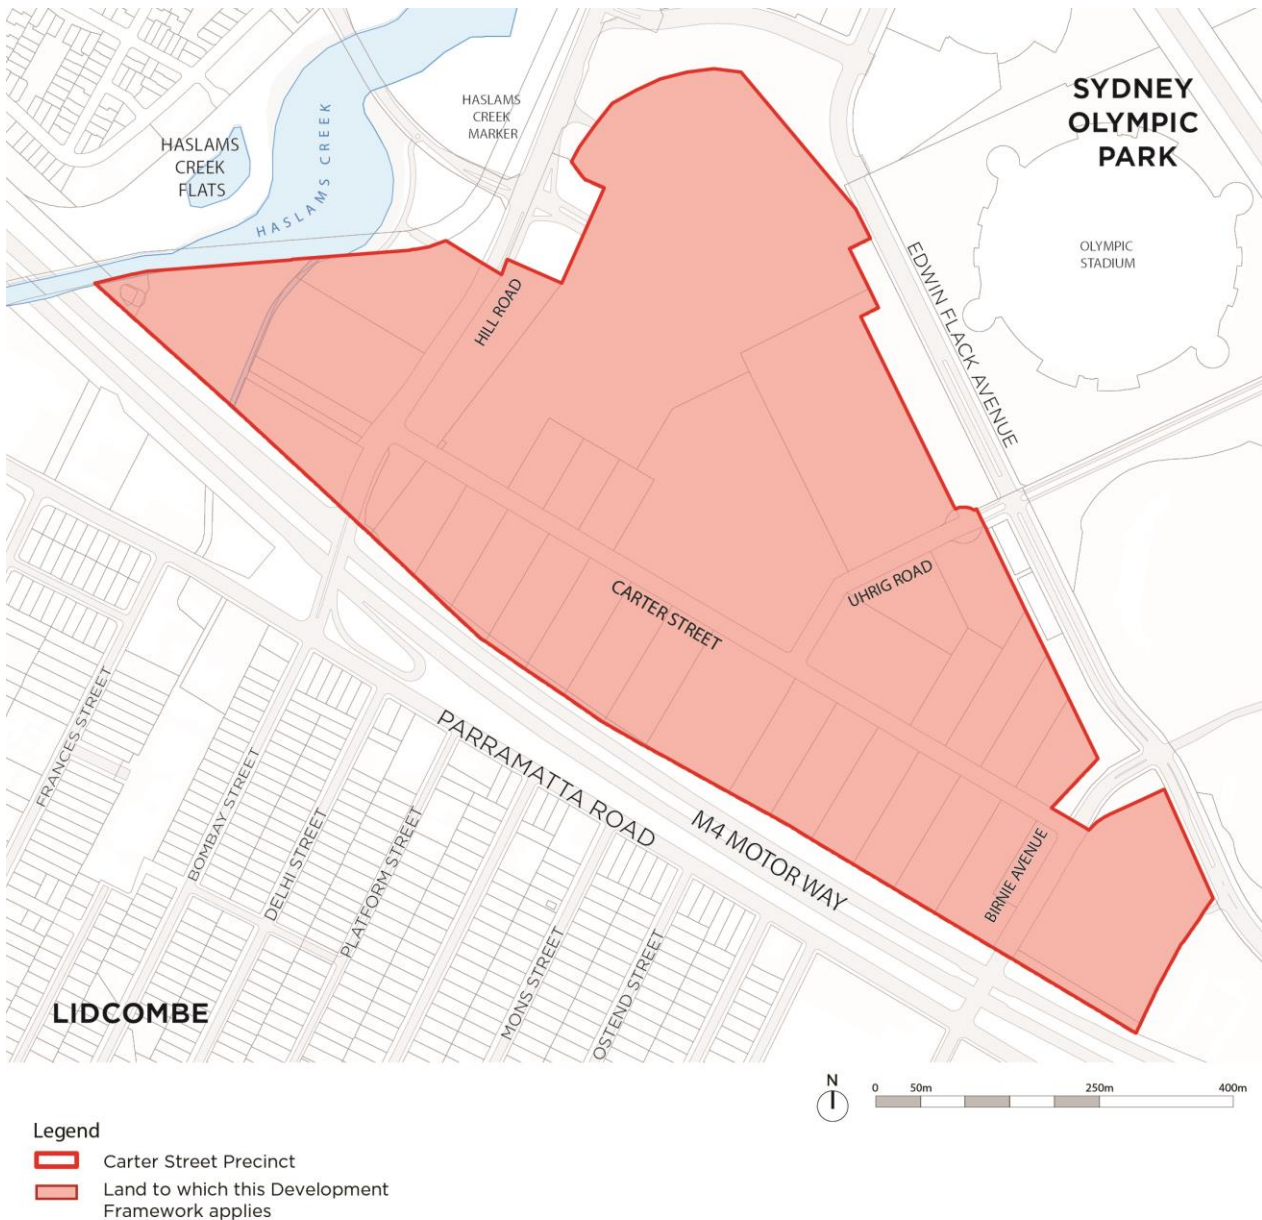 SYDNEY
OLYMPIC
PARK
HASLAMS
CREEK
MARKER
HASLAMS
CREEK
FLATS
HASLAMS CREEK
OLYMPIC
STADIUM
EDWIN FLACK AVENUE
HILL ROAD
CARTER STREET
UHRIG ROAD
BIRNIE AVENUE
M4 MOTOR WAY
PARRAMATTA ROAD
FRANCES STREET
BOMBAY STREET
DELHI STREET
PLATFORM STREET
MONS STREET
OSTEND STREET
LIDCOMBE
N
0 50m 250m 400m
Legend
Carter Street Precinct
Land to which this Development
Framework applies